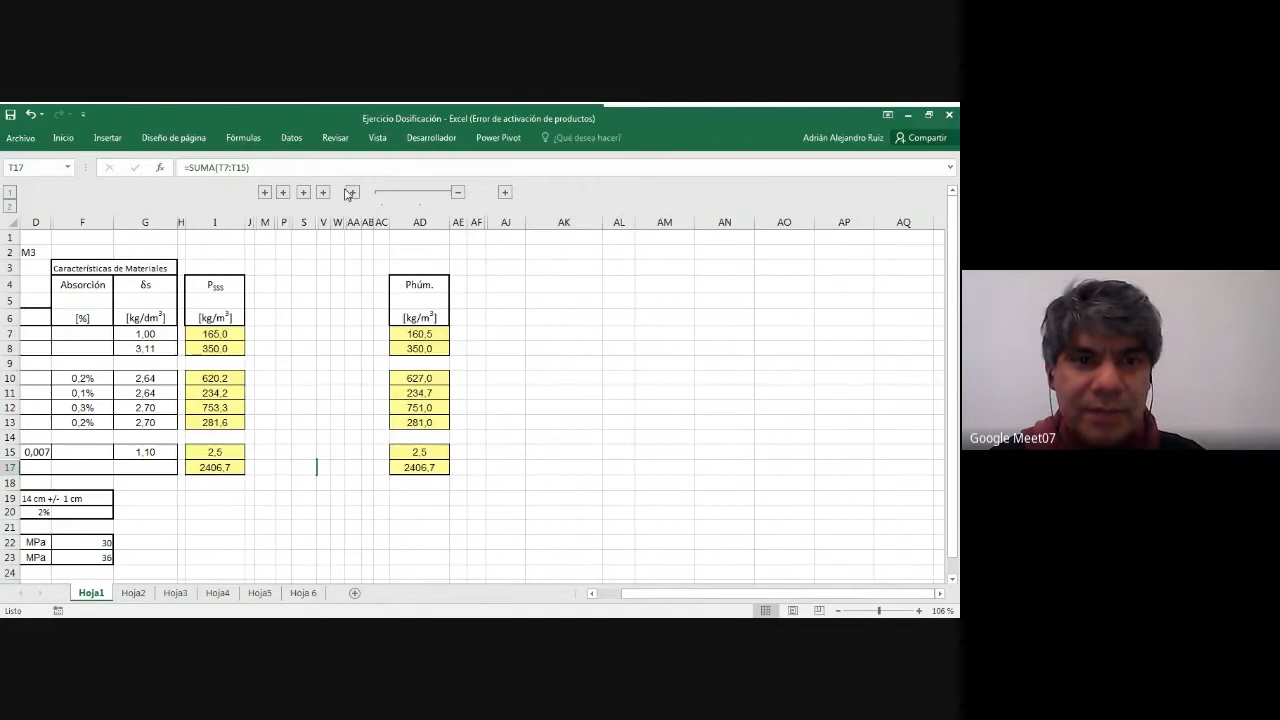 Ejercicio Dosificación - Excel (Error de activación de productos)
Archivo Inicio Insertar Diseño de página Fórmulas Datos Revisar Vista Desarrollador Power Pivot ¿Qué desea hacer? Adrián Alejandro Ruiz Compartir
T17 fx =SUMA(T7:T15)
1
2
D F G H I J M P S V W AA AB AC AD AE AF AJ AK AL AM AN AO AP AQ
1
2 M3
3 Características de Materiales
4 Absorción δs PSSS Phúm.
5
6 [%] [kg/dm3] [kg/m3] [kg/m3]
7 1,00 165,0 160,5
8 3,11 350,0 350,0
9
10 0,2% 2,64 620,2 627,0
11 0,1% 2,64 234,2 234,7
12 0,3% 2,70 753,3 751,0
13 0,2% 2,70 281,6 281,0
14
15 0,007 1,10 2,5 2,5
17 2406,7 2406,7
18
19 14 cm +/- 1 cm
20 2%
21
22 MPa 30
23 MPa 36
24
Hoja1 Hoja2 Hoja3 Hoja4 Hoja5 Hoja 6
Listo 106 %
Google Meet07